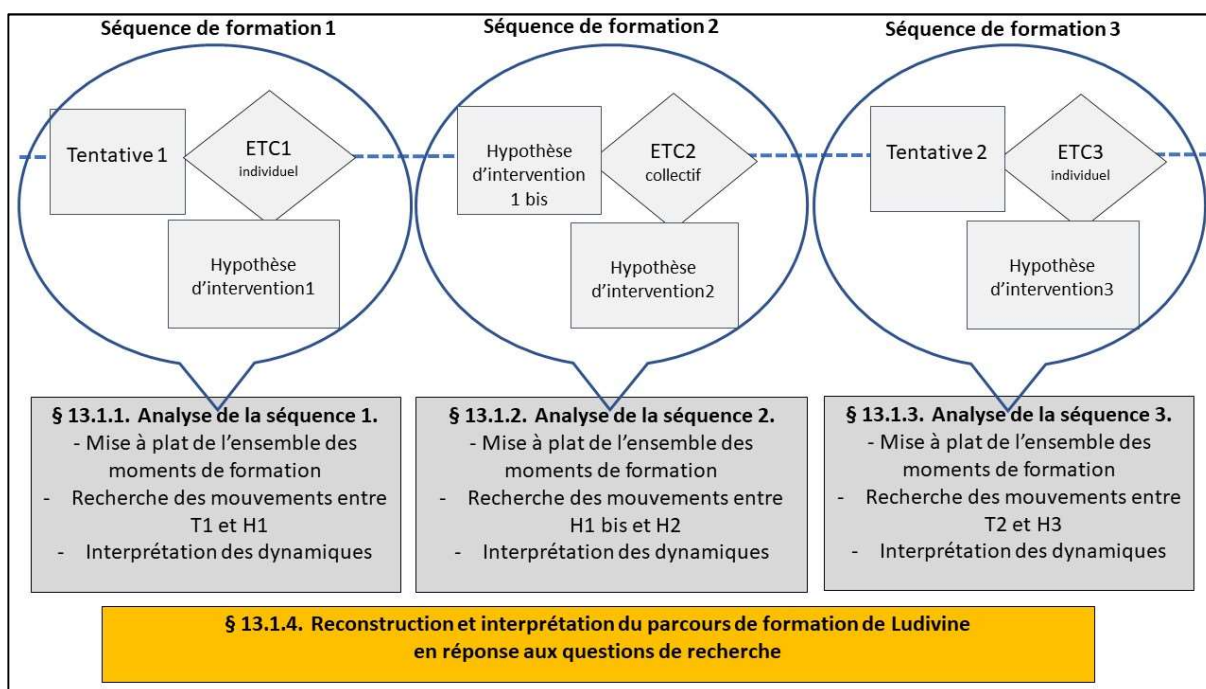 Séquence de formation 1
Tentative 1
ETC1
individuel
Hypothèse
d'intervention1
Séquence de formation 2
Hypothèse
d'intervention
1 bis
ETC2
collectif
Hypothèse
d'intervention2
Séquence de formation 3
Tentative 2
ETC3
individuel
Hypothèse
d'intervention3
§ 13.1.1. Analyse de la séquence 1.
- Mise à plat de l'ensemble des
moments de formation
- Recherche des mouvements entre
T1 et H1
- Interprétation des dynamiques
§ 13.1.2. Analyse de la séquence 2.
- Mise à plat de l'ensemble des
moments de formation
- Recherche des mouvements entre
H1 bis et H2
- Interprétation des dynamiques
§ 13.1.3. Analyse de la séquence 3.
- Mise à plat de l'ensemble des
moments de formation
- Recherche des mouvements entre
T2 et H3
- Interprétation des dynamiques
§ 13.1.4. Reconstruction et interprétation du parcours de formation de Ludivine
en réponse aux questions de recherche